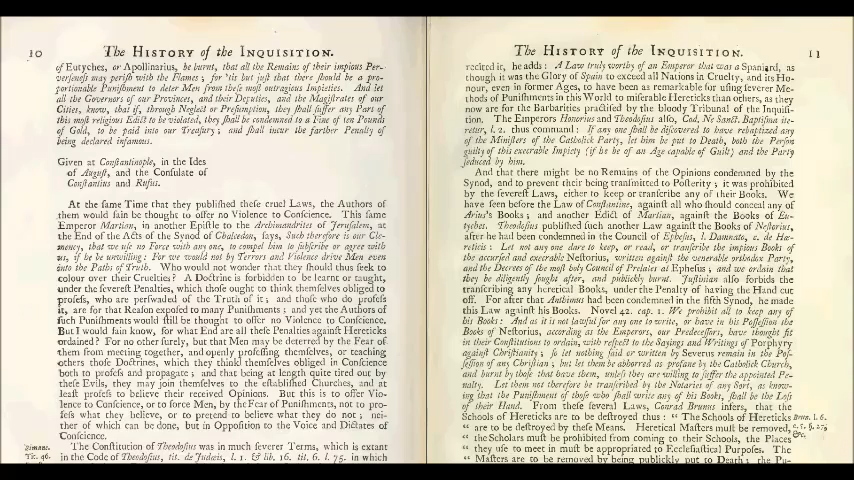 10 The HISTORY of the INQUISITION.
of Eutyches, or Apollinarius, be burnt, that all the Remains of their impious Per-
verseness may perish with the Flames; for 'tis but just that there should be a pro-
portionable Punishment to deter Men from these most outragious Impieties. And let
all the Governors of our Provinces, and their Deputies, and the Magistrates of our
Cities, know, that if, through Neglect or Presumption, they shall suffer any Part of
this most religious Edict to be violated, they shall be condemned to a Fine of ten Pounds
of Gold, to be paid into our Treasury; and shall incur the farther Penalty of
being declared infamous.
Given at Constantinople, in the Ides
of August, and the Consulate of
Constantius and Rufus.
At the same Time that they published these cruel Laws, the Authors of
them would fain be thought to offer no Violence to Conscience. This same
Emperor Martian, in another Epistle to the Archimandrites of Jerusalem, at
the End of the Acts of the Synod of Chalcedon, says, Such therefore is our Cle-
mency, that we use no Force with any one, to compel him to subscribe or agree with
us, if he be unwilling: For we would not by Terrors and Violence drive Men even
into the Paths of Truth. Who would not wonder that they should thus seek to
colour over their Cruelties? A Doctrine is forbidden to be learnt or taught,
under the severest Penalties, which those ought to think themselves obliged to
profess, who are perswaded of the Truth of it; and those who do profess
it, are for that Reason exposed to many Punishments; and yet the Authors of
such Punishments would still be thought to offer no Violence to Conscience.
But I would fain know, for what End are all these Penalties against Hereticks
ordained? For no other surely, but that Men may be deterred by the Fear of
them from meeting together, and openly professing themselves, or teaching
others those Doctrines, which they think themselves obliged in Conscience
both to profess and propagate; and that being at length quite tired out by
these Evils, they may join themselves to the established Churches, and at
least profess to believe their received Opinions. But this is to offer Vio-
lence to Conscience, or to force Men, by the Fear of Punishments, not to pro-
fess what they believe, or to pretend to believe what they do not; nei-
ther of which can be done, but in Opposition to the Voice and Dictates of
Conscience.
The Constitution of Theodosius was in much severer Terms, which is extant
Tit. 46. in the Code of Theodosius, tit. de Judæis, l. 1. & lib. 16. tit. 6. l. 75. in which
The HISTORY of the INQUISITION. 11
recited it, he adds: A Law truly worthy of an Emperor that was a Spaniard, as
though it was the Glory of Spain to exceed all Nations in Cruelty, and its Ho-
nour, even in former Ages, to have been as remarkable for using severer Me-
thods of Punishments in this World to miserable Hereticks than others, as they
now are for the Barbarities practised by the bloody Tribunal of the Inquisi-
tion. The Emperors Honorius and Theodosius also, Cod. Ne Sanct. Baptisma ite-
retur, l. 2. thus command: If any one shall be discovered to have rebaptized any
of the Ministers of the Catholick Party, let him be put to Death, both the Person
guilty of this execrable Impiety (if he be of an Age capable of Guilt) and the Party
seduced by him.
And that there might be no Remains of the Opinions condemned by the
Synod, and to prevent their being transmitted to Posterity; it was prohibited
by the severest Laws, either to keep or transcribe any of their Books. We
have seen before the Law of Constantine, against all who should conceal any of
Arius's Books; and another Edict of Martian, against the Books of Eu-
tyches. Theodosius published such another Law against the Books of Nestorius,
after he had been condemned in the Council of Ephesus, l. Damnato, c. de Hæ-
reticis: Let not any one dare to keep, or read, or transcribe the impious Books of
the accursed and execrable Nestorius, written against the venerable orthodox Party,
and the Decrees of the most holy Council of Prelates at Ephesus; and we ordain that
they be diligently sought after, and publickly burnt. Justinian also forbids the
transcribing any heretical Books, under the Penalty of having the Hand cut
off. For after that Anthimus had been condemned in the fifth Synod, he made
this Law against his Books. Novel 42. cap. 1. We prohibit all to keep any of
his Books: And as it is not lawful for any one to write, or have in his Possession the
Books of Nestorius, according as the Emperors, our Predecessors, have thought fit
in their Constitutions to ordain, with respect to the Sayings and Writings of Porphyry
against Christianity; so let nothing said or written by Severus remain in the Pos-
session of any Christian; but let them be abhorred as profane by the Catholick Church,
and burnt by those that have them, unless they are willing to suffer the appointed Pe-
nalty. Let them not therefore be transcribed by the Notaries of any Sort, as know-
ing that the Punishment of those who shall write any of his Books, shall be the Loss
of their Hand. From these several Laws, Conrad Brunus infers, that the
Schools of Hereticks are to be destroyed thus: " The Schools of Hereticks
" are to be destroyed by these Means. Heretical Masters must be removed,
" the Scholars must be prohibited from coming to their Schools, the Places &c.
" they use to meet in must be appropriated to Ecclesiastical Purposes. The
" Masters are to be removed by being publickly put to Death; the Pu-